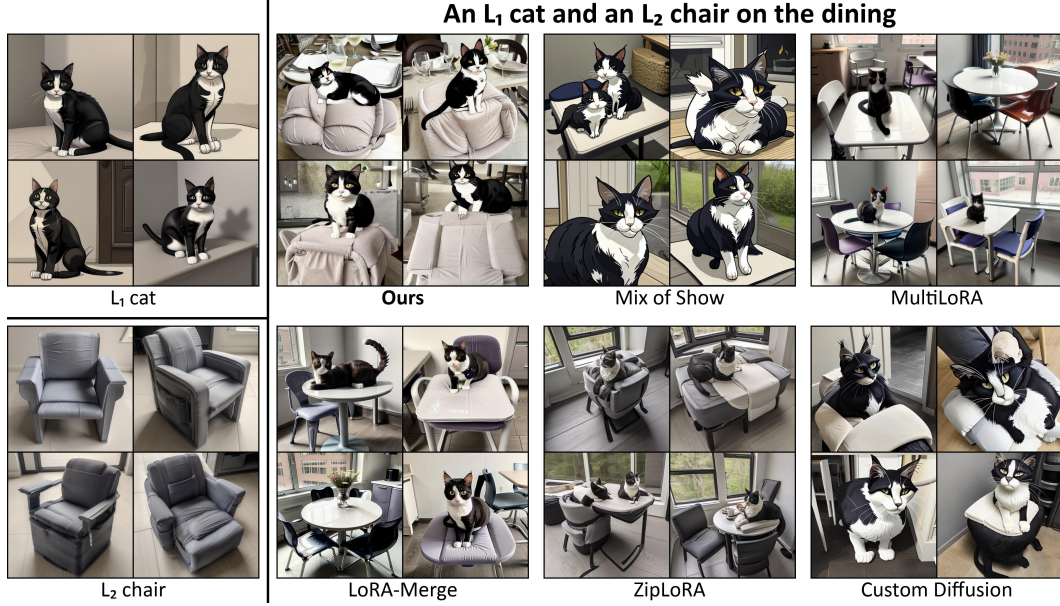 An L₁ cat and an L₂ chair on the dining
L₁ cat
Ours
Mix of Show
MultiLoRA
L₂ chair
LoRA-Merge
ZipLoRA
Custom Diffusion